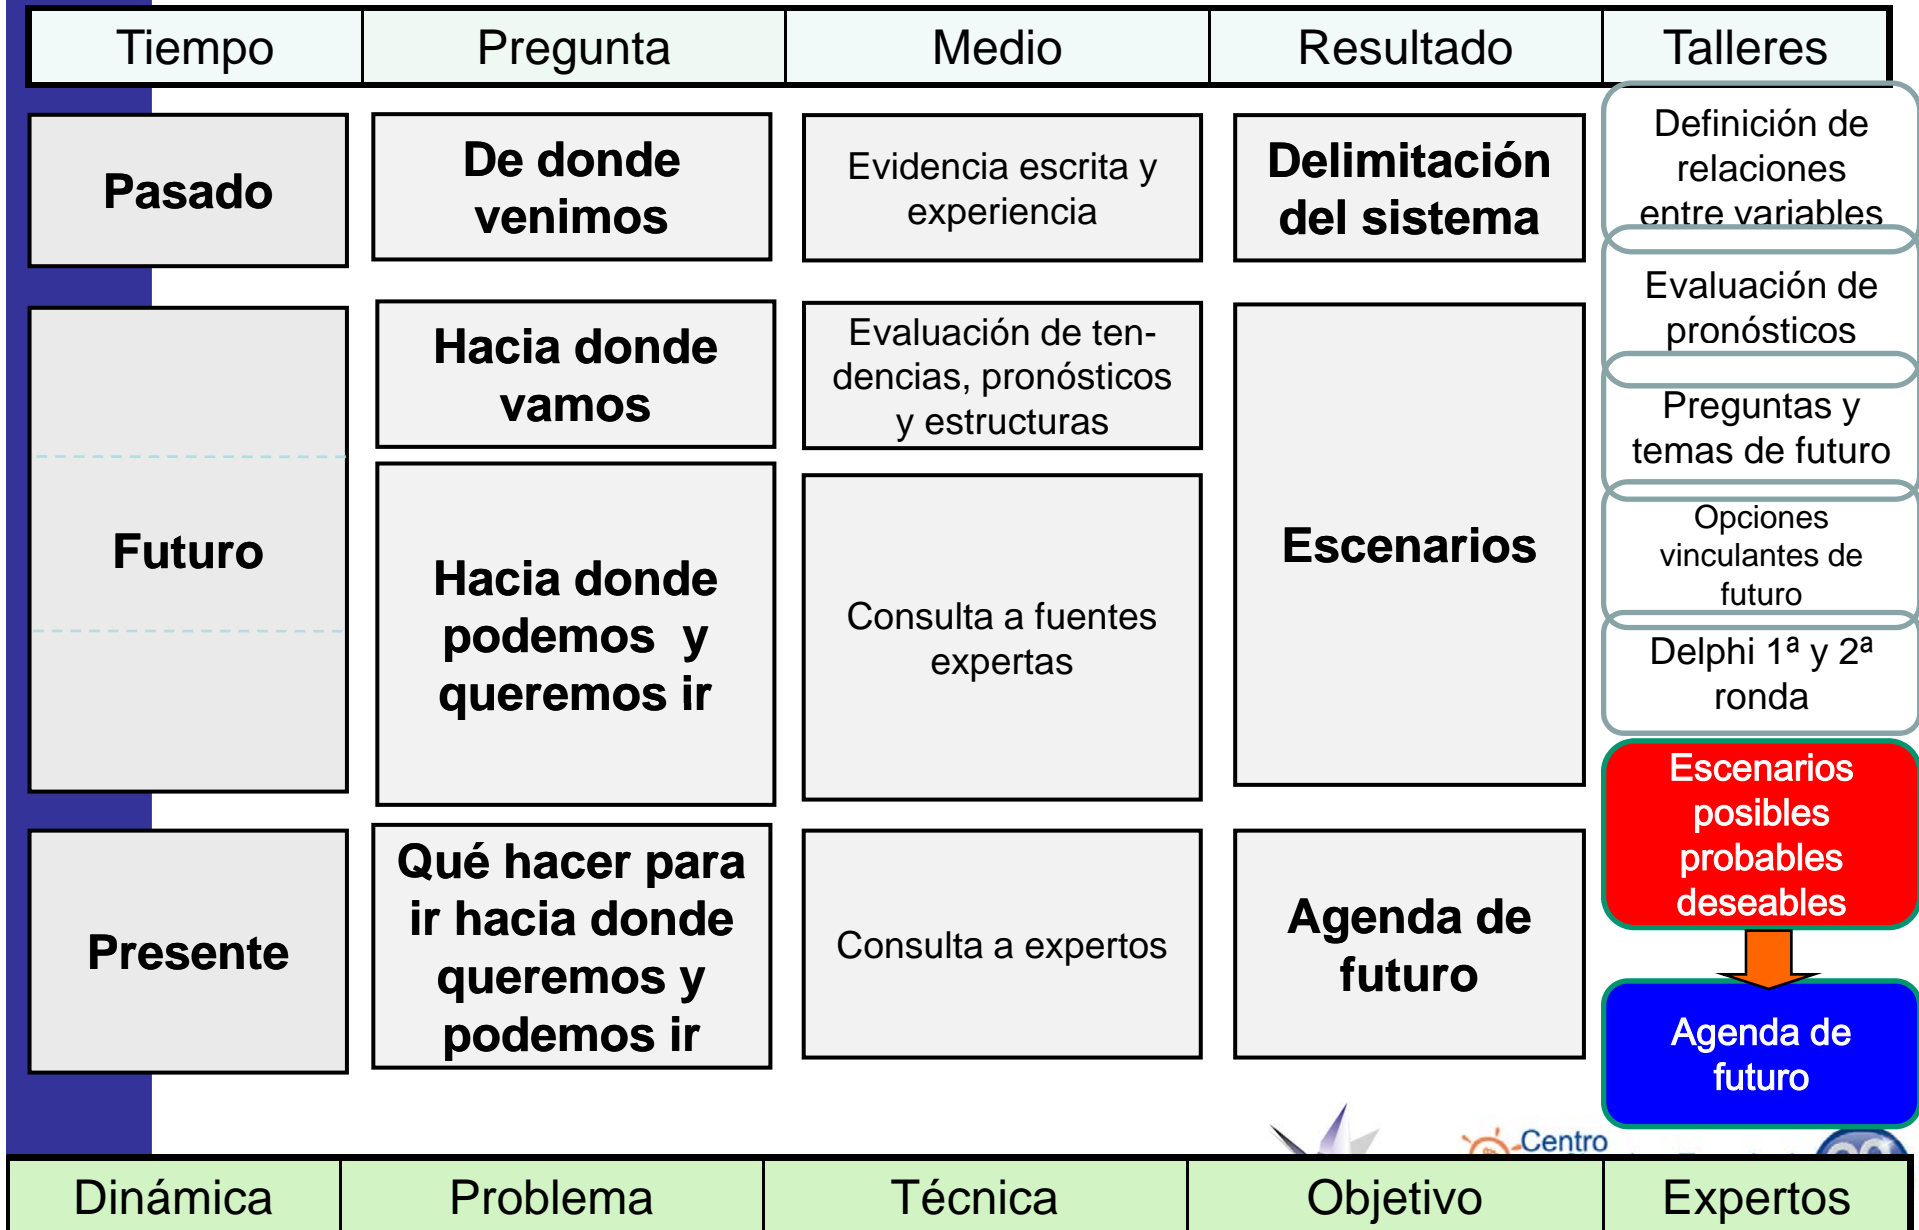 Tiempo
Pregunta
Medio
Resultado
Talleres
Pasado
De donde
venimos
Evidencia escrita y
experiencia
Delimitación
del sistema
Definición de
relaciones
entre variables
Futuro
Hacia donde
vamos
Evaluación de ten-
dencias, pronósticos
y estructuras
Escenarios
Evaluación de
pronósticos
Preguntas y
temas de futuro
Hacia donde
podemos y
queremos ir
Consulta a fuentes
expertas
Opciones
vinculantes de
futuro
Delphi 1ª y 2ª
ronda
Escenarios
posibles
probables
deseables
Presente
Qué hacer para
ir hacia donde
queremos y
podemos ir
Consulta a expertos
Agenda de
futuro
Agenda de
futuro
Centro
Dinámica
Problema
Técnica
Objetivo
Expertos